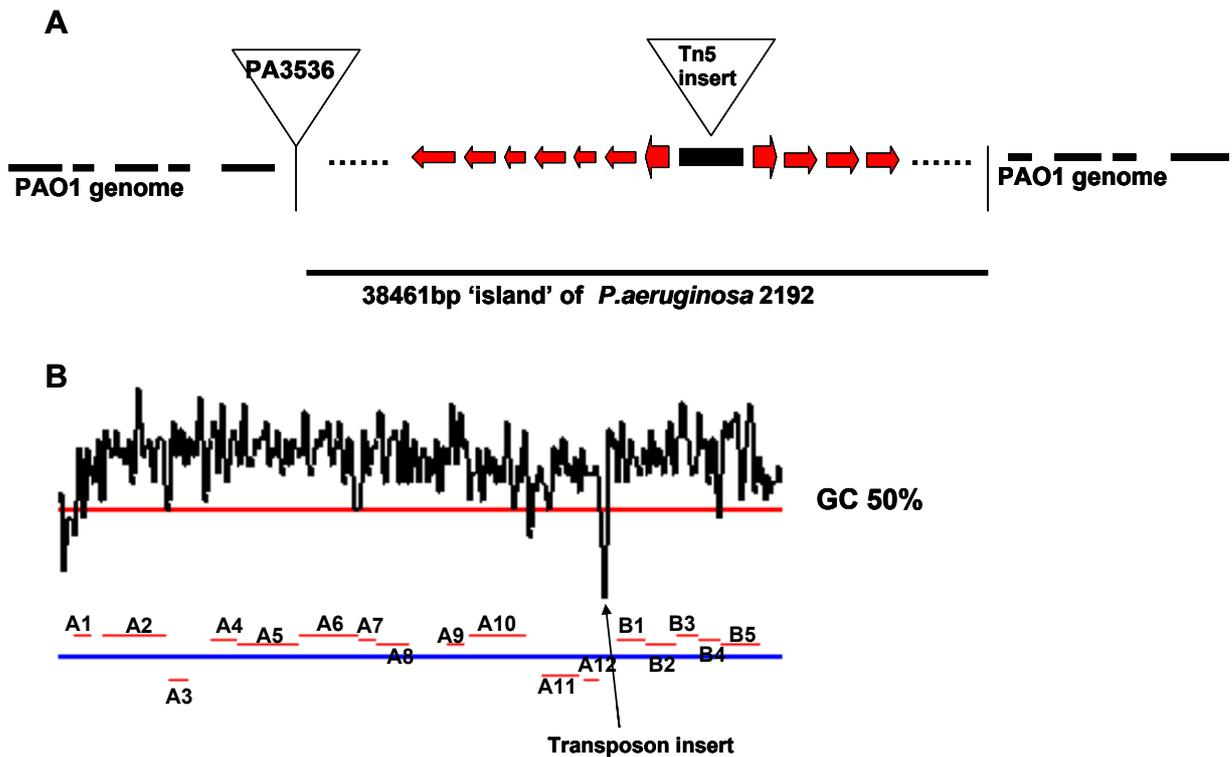 A
PA3536
Tn5
insert
PAO1 genome
PAO1 genome
38461bp ‘island’ of P.aeruginosa 2192
B
GC 50%
A1
A2
A3
A4
A5
A6
A7
A8
A9
A10
A11
A12
B1
B2
B3
B4
B5
Transposon insert